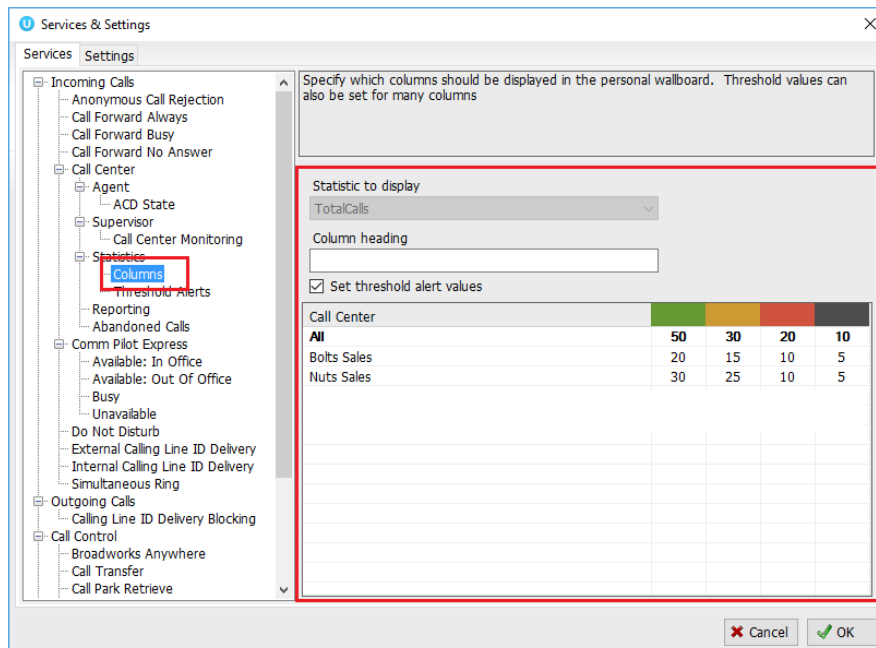 Services & Settings
Services Settings
Incoming Calls
Anonymous Call Rejection
Call Forward Always
Call Forward Busy
Call Forward No Answer
Call Center
Agent
ACD State
Supervisor
Call Center Monitoring
Statistics
Columns
Threshold Alerts
Reporting
Abandoned Calls
Comm Pilot Express
Available: In Office
Available: Out Of Office
Busy
Unavailable
Do Not Disturb
External Calling Line ID Delivery
Internal Calling Line ID Delivery
Simultaneous Ring
Outgoing Calls
Calling Line ID Delivery Blocking
Call Control
Broadworks Anywhere
Call Transfer
Call Park Retrieve
Specify which columns should be displayed in the personal wallboard. Threshold values can
also be set for many columns
Statistic to display
TotalCalls
Column heading
Set threshold alert values
Call Center
All 50 30 20 10
Bolts Sales 20 15 10 5
Nuts Sales 30 25 10 5
Cancel OK